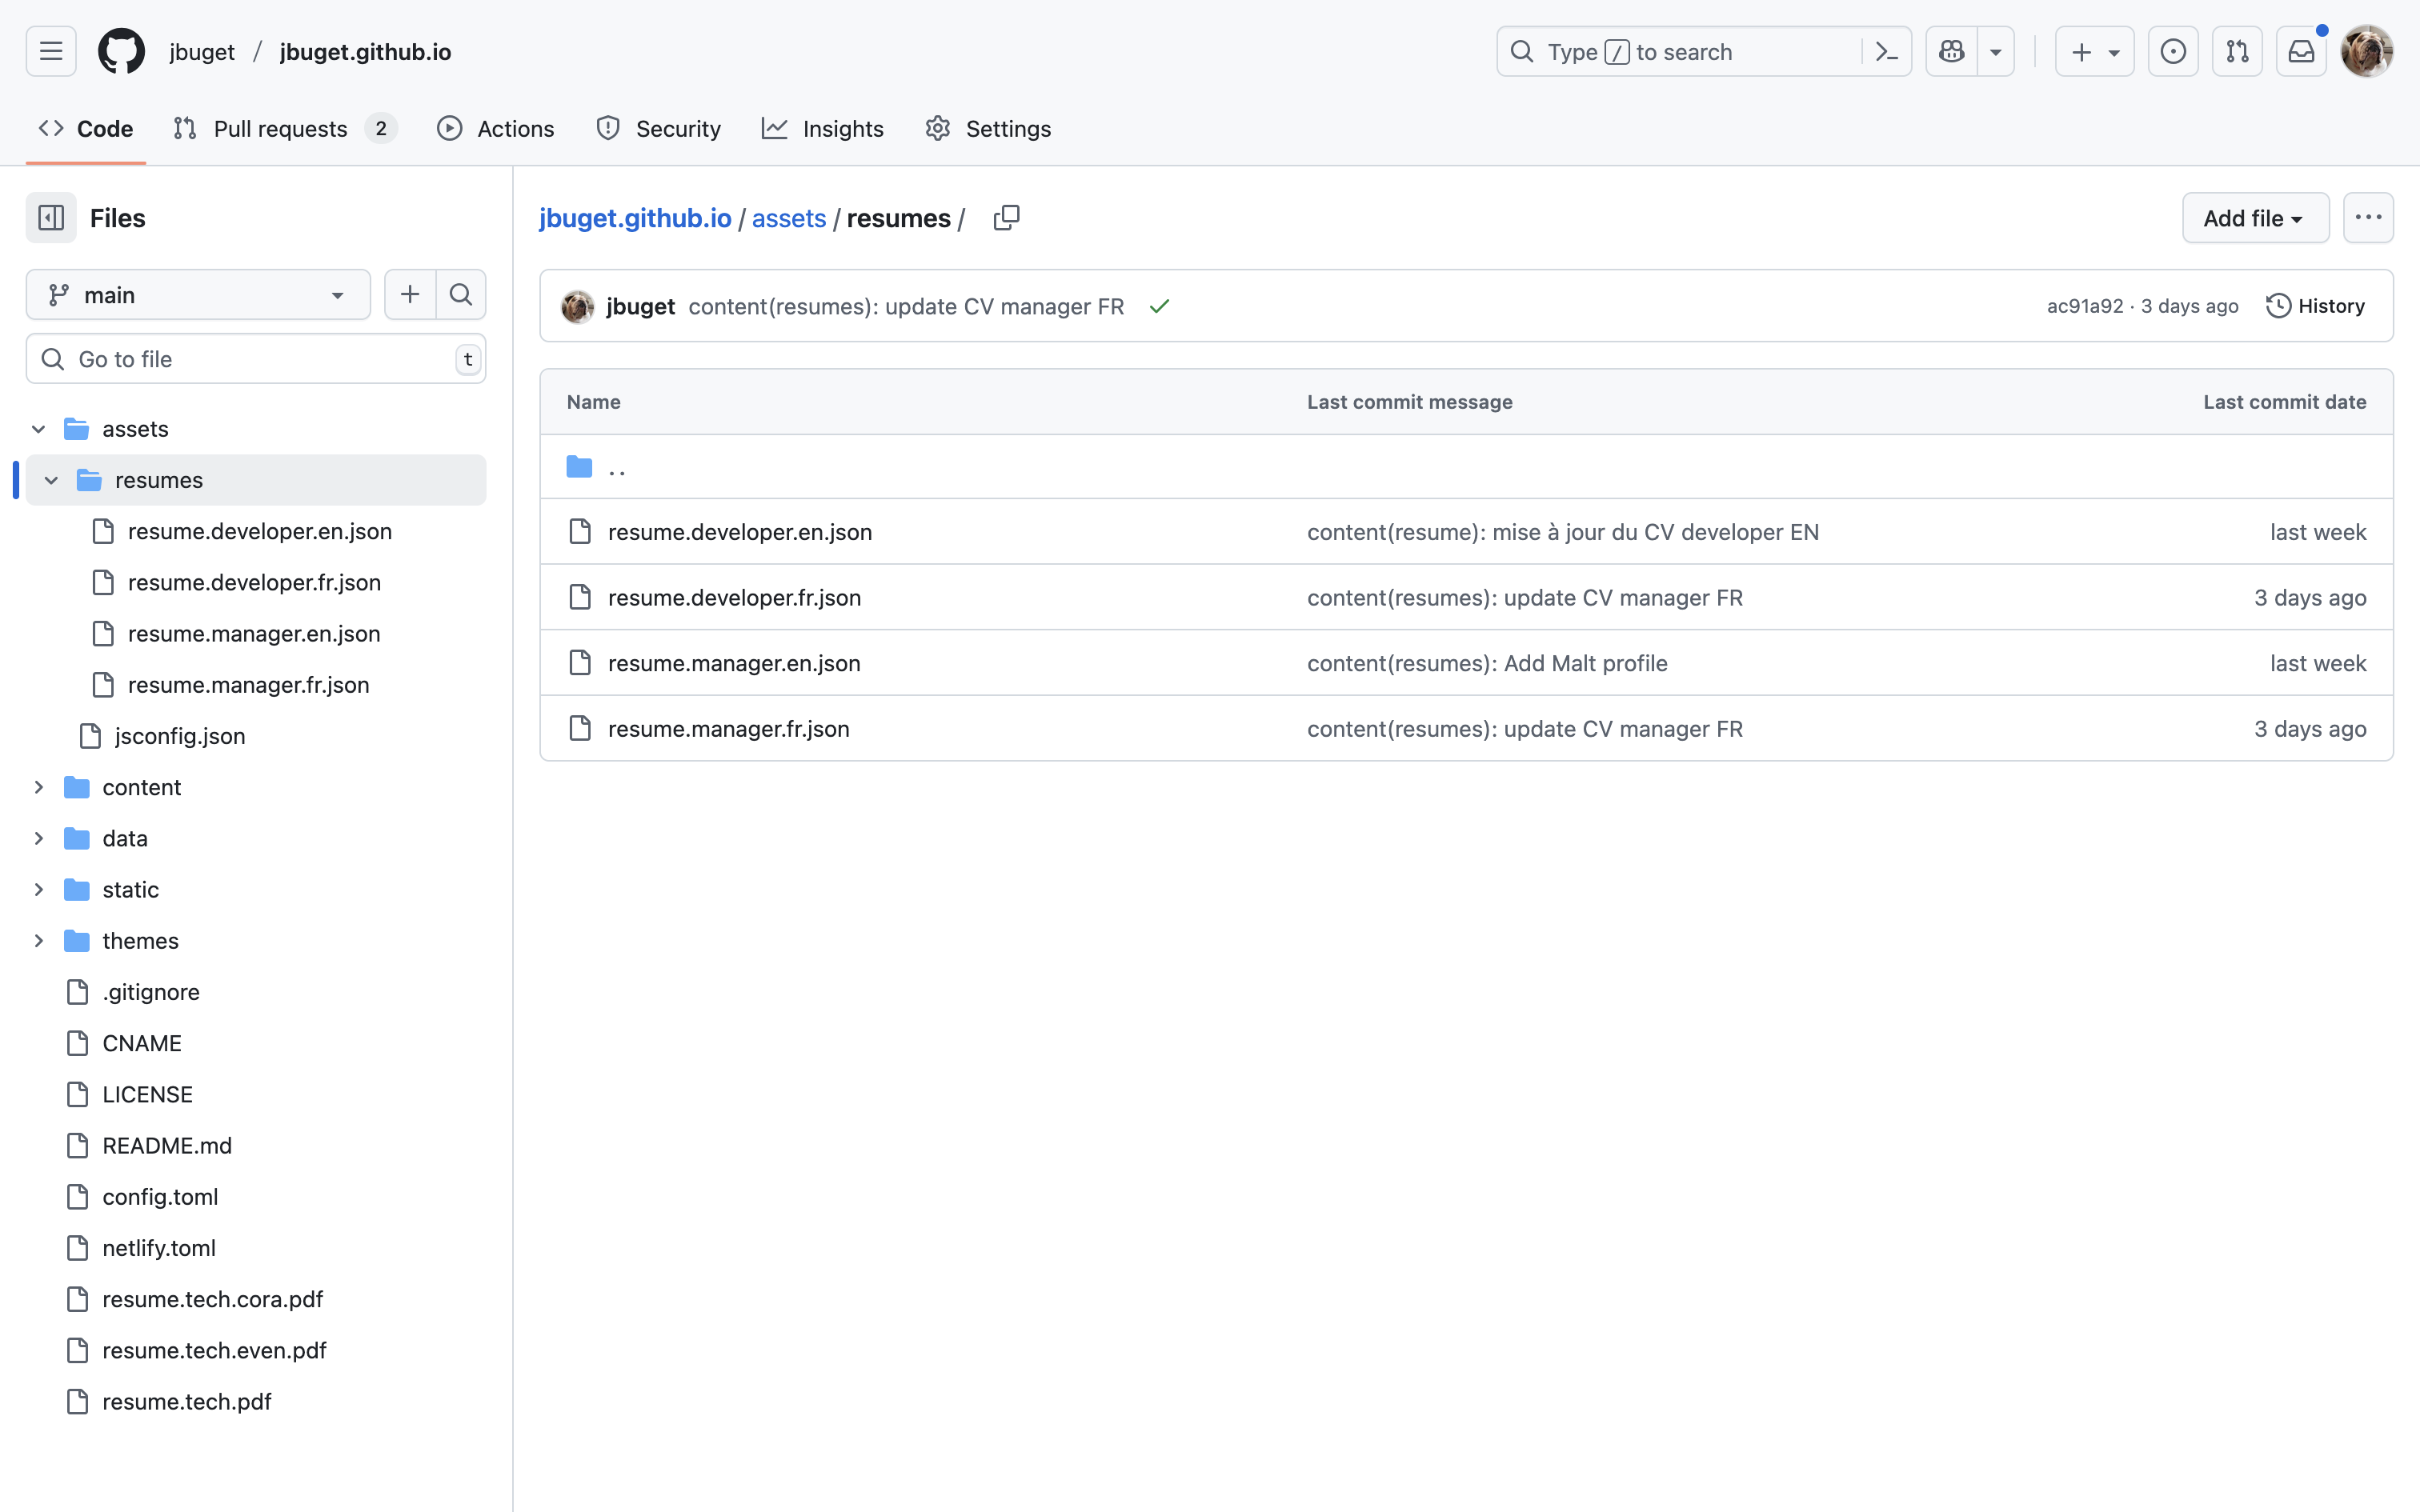 jbuget / jbuget.github.io
Type / to search
Code
Pull requests 2
Actions
Security
Insights
Settings
Files
main
Go to file t
assets
resumes
resume.developer.en.json
resume.developer.fr.json
resume.manager.en.json
resume.manager.fr.json
jsconfig.json
content
data
static
themes
.gitignore
CNAME
LICENSE
README.md
config.toml
netlify.toml
resume.tech.cora.pdf
resume.tech.even.pdf
resume.tech.pdf
jbuget.github.io / assets / resumes /
Add file
jbuget content(resumes): update CV manager FR
ac91a92 · 3 days ago
History
Name Last commit message Last commit date
..
resume.developer.en.json content(resume): mise à jour du CV developer EN last week
resume.developer.fr.json content(resumes): update CV manager FR 3 days ago
resume.manager.en.json content(resumes): Add Malt profile last week
resume.manager.fr.json content(resumes): update CV manager FR 3 days ago